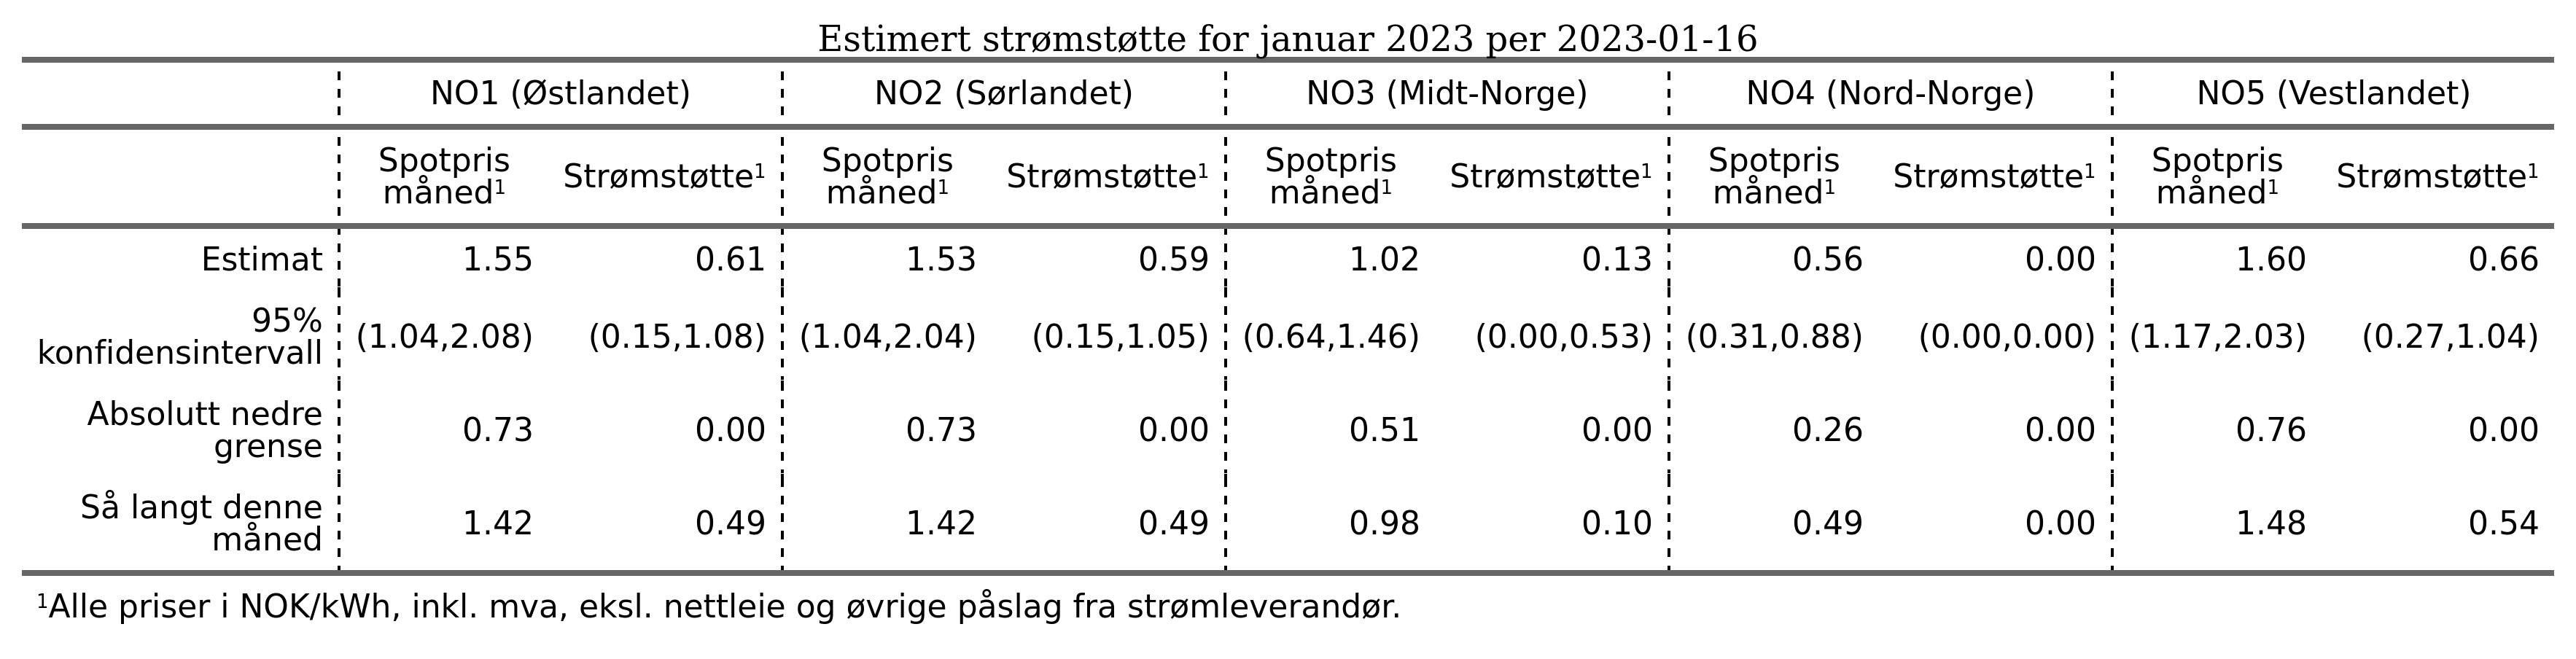 Estimert strømstøtte for januar 2023 per 2023-01-16
NO1 (Østlandet) NO2 (Sørlandet) NO3 (Midt-Norge) NO4 (Nord-Norge) NO5 (Vestlandet)
Spotpris måned¹ Strømstøtte¹ Spotpris måned¹ Strømstøtte¹ Spotpris måned¹ Strømstøtte¹ Spotpris måned¹ Strømstøtte¹ Spotpris måned¹ Strømstøtte¹
Estimat 1.55 0.61 1.53 0.59 1.02 0.13 0.56 0.00 1.60 0.66
95% konfidensintervall (1.04,2.08) (0.15,1.08) (1.04,2.04) (0.15,1.05) (0.64,1.46) (0.00,0.53) (0.31,0.88) (0.00,0.00) (1.17,2.03) (0.27,1.04)
Absolutt nedre grense 0.73 0.00 0.73 0.00 0.51 0.00 0.26 0.00 0.76 0.00
Så langt denne måned 1.42 0.49 1.42 0.49 0.98 0.10 0.49 0.00 1.48 0.54
¹Alle priser i NOK/kWh, inkl. mva, eksl. nettleie og øvrige påslag fra strømleverandør.